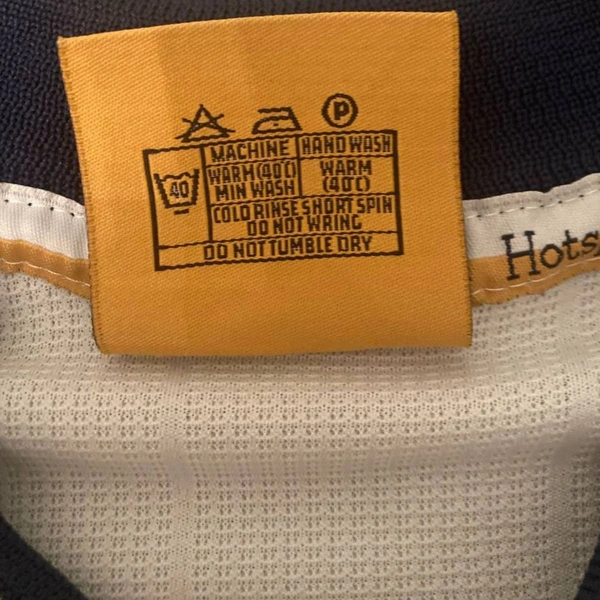 P
40
MACHINE HAND WASH
WARM (40°C) WARM
MIN WASH (40°C)
COLD RINSE SHORT SPIN
DO NOT WRING
DO NOT TUMBLE DRY
Hots